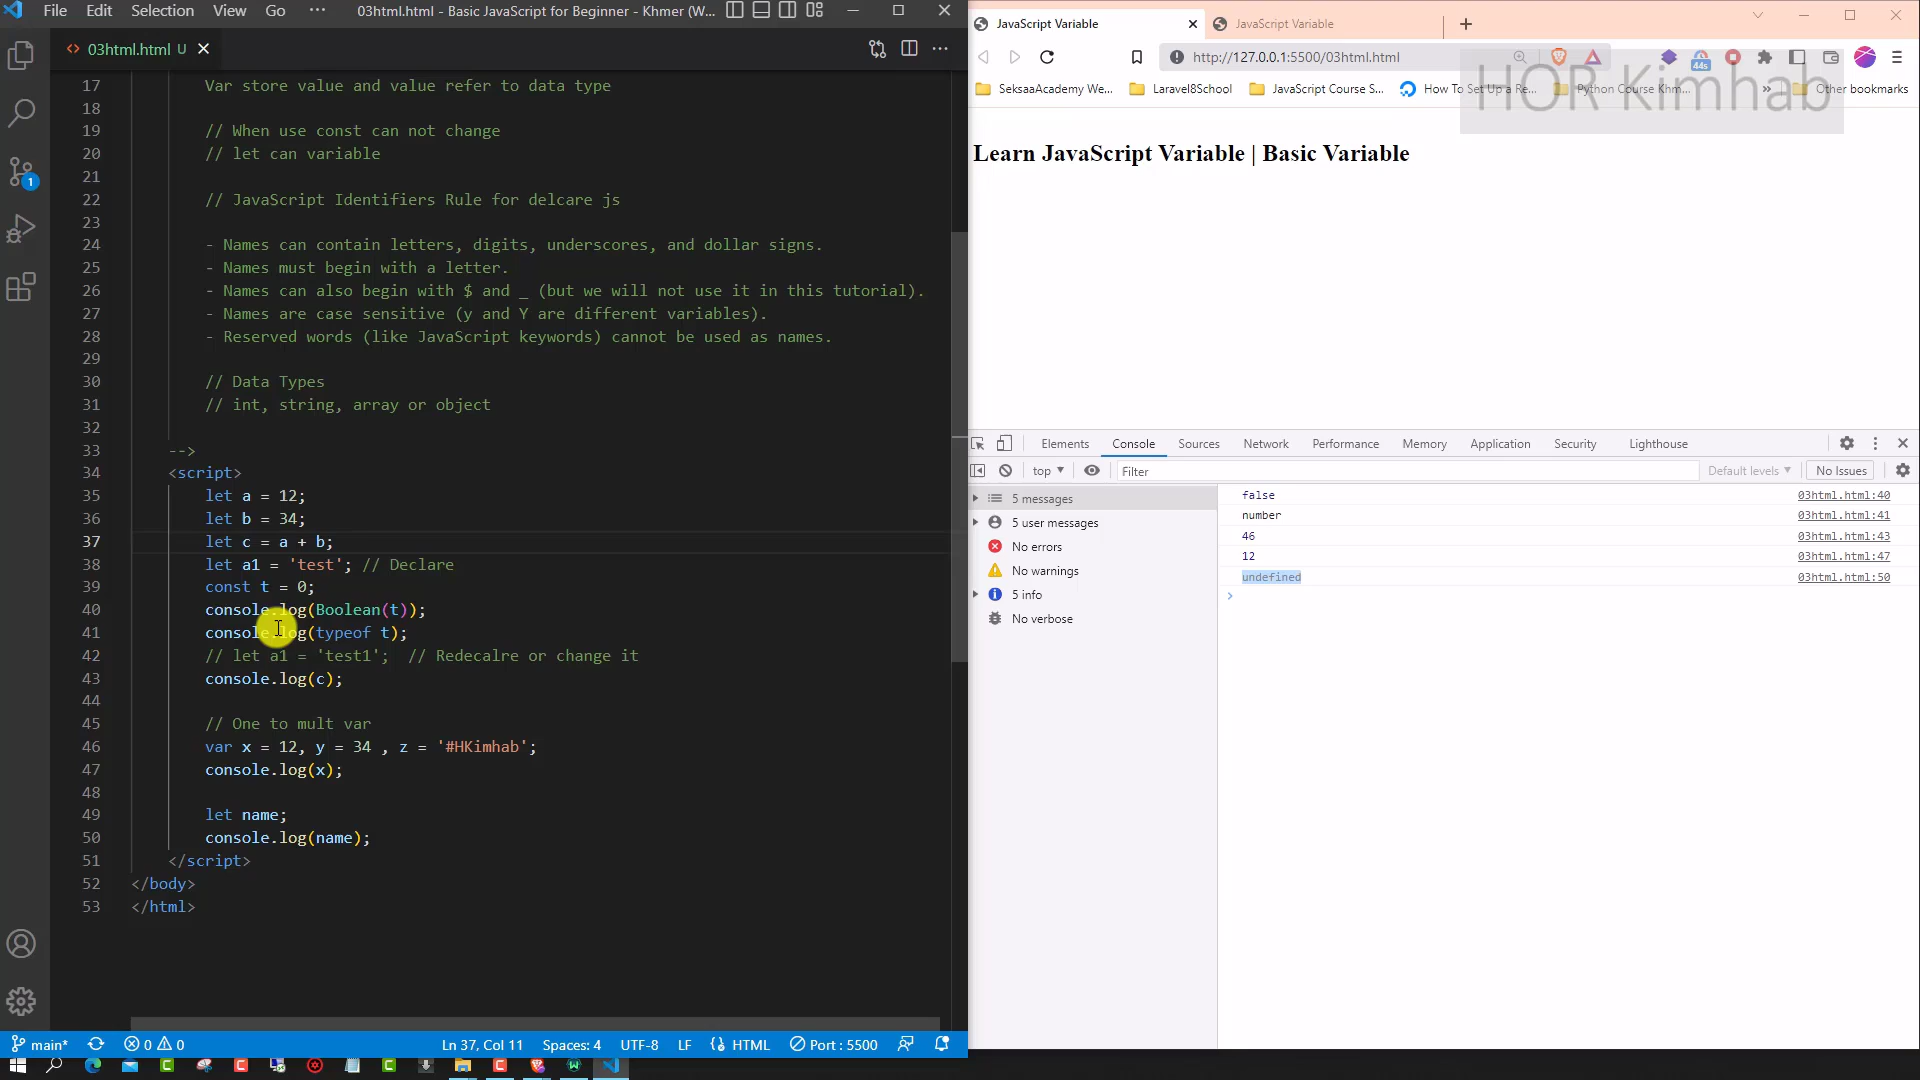 File Edit Selection View Go ··· 03html.html - Basic JavaScript for Beginner - Khmer (W...
03html.html U
17 Var store value and value refer to data type
18
19 // When use const can not change
20 // let can variable
21
22 // JavaScript Identifiers Rule for delcare js
23
24 - Names can contain letters, digits, underscores, and dollar signs.
25 - Names must begin with a letter.
26 - Names can also begin with $ and _ (but we will not use it in this tutorial).
27 - Names are case sensitive (y and Y are different variables).
28 - Reserved words (like JavaScript keywords) cannot be used as names.
29
30 // Data Types
31 // int, string, array or object
32
33 -->
34 <script>
35 let a = 12;
36 let b = 34;
37 let c = a + b;
38 let a1 = 'test'; // Declare
39 const t = 0;
40 console.log(Boolean(t));
41 console.log(typeof t);
42 // let a1 = 'test1'; // Redecalre or change it
43 console.log(c);
44
45 // One to mult var
46 var x = 12, y = 34 , z = '#HKimhab';
47 console.log(x);
48
49 let name;
50 console.log(name);
51 </script>
52 </body>
53 </html>
1
main* 0 0 Ln 37, Col 11 Spaces: 4 UTF-8 LF HTML Port : 5500
JavaScript Variable JavaScript Variable
http://127.0.0.1:5500/03html.html 44s
SeksaaAcademy We... Laravel8School JavaScript Course S... How To Set Up a Re... Python Course Khm... » Other bookmarks
HOR Kimhab
Learn JavaScript Variable | Basic Variable
Elements Console Sources Network Performance Memory Application Security Lighthouse
top Filter Default levels No Issues
5 messages
5 user messages
No errors
No warnings
5 info
No verbose
false 03html.html:40
number 03html.html:41
46 03html.html:43
12 03html.html:47
undefined 03html.html:50